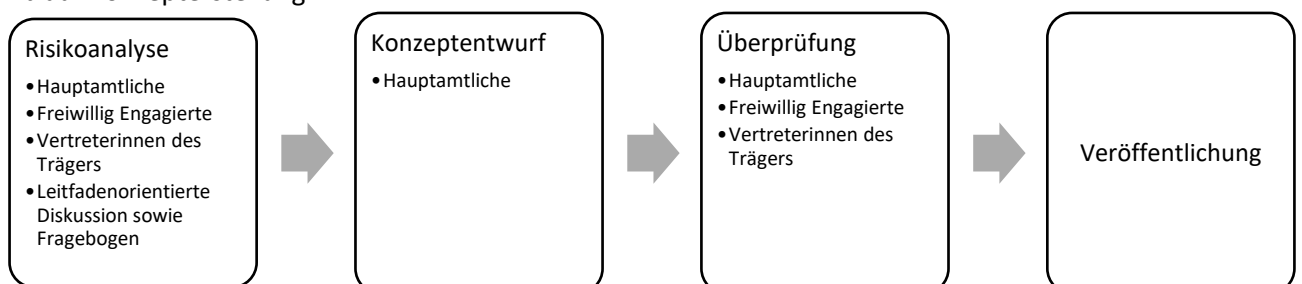 Risikoanalyse
•Hauptamtliche
•Freiwillig Engagierte
•Vertreterinnen des
Trägers
•Leitfadenorientierte
Diskussion sowie
Fragebogen
Konzeptentwurf
•Hauptamtliche
Überprüfung
•Hauptamtliche
•Freiwillig Engagierte
•Vertreterinnen des
Trägers
Veröffentlichung